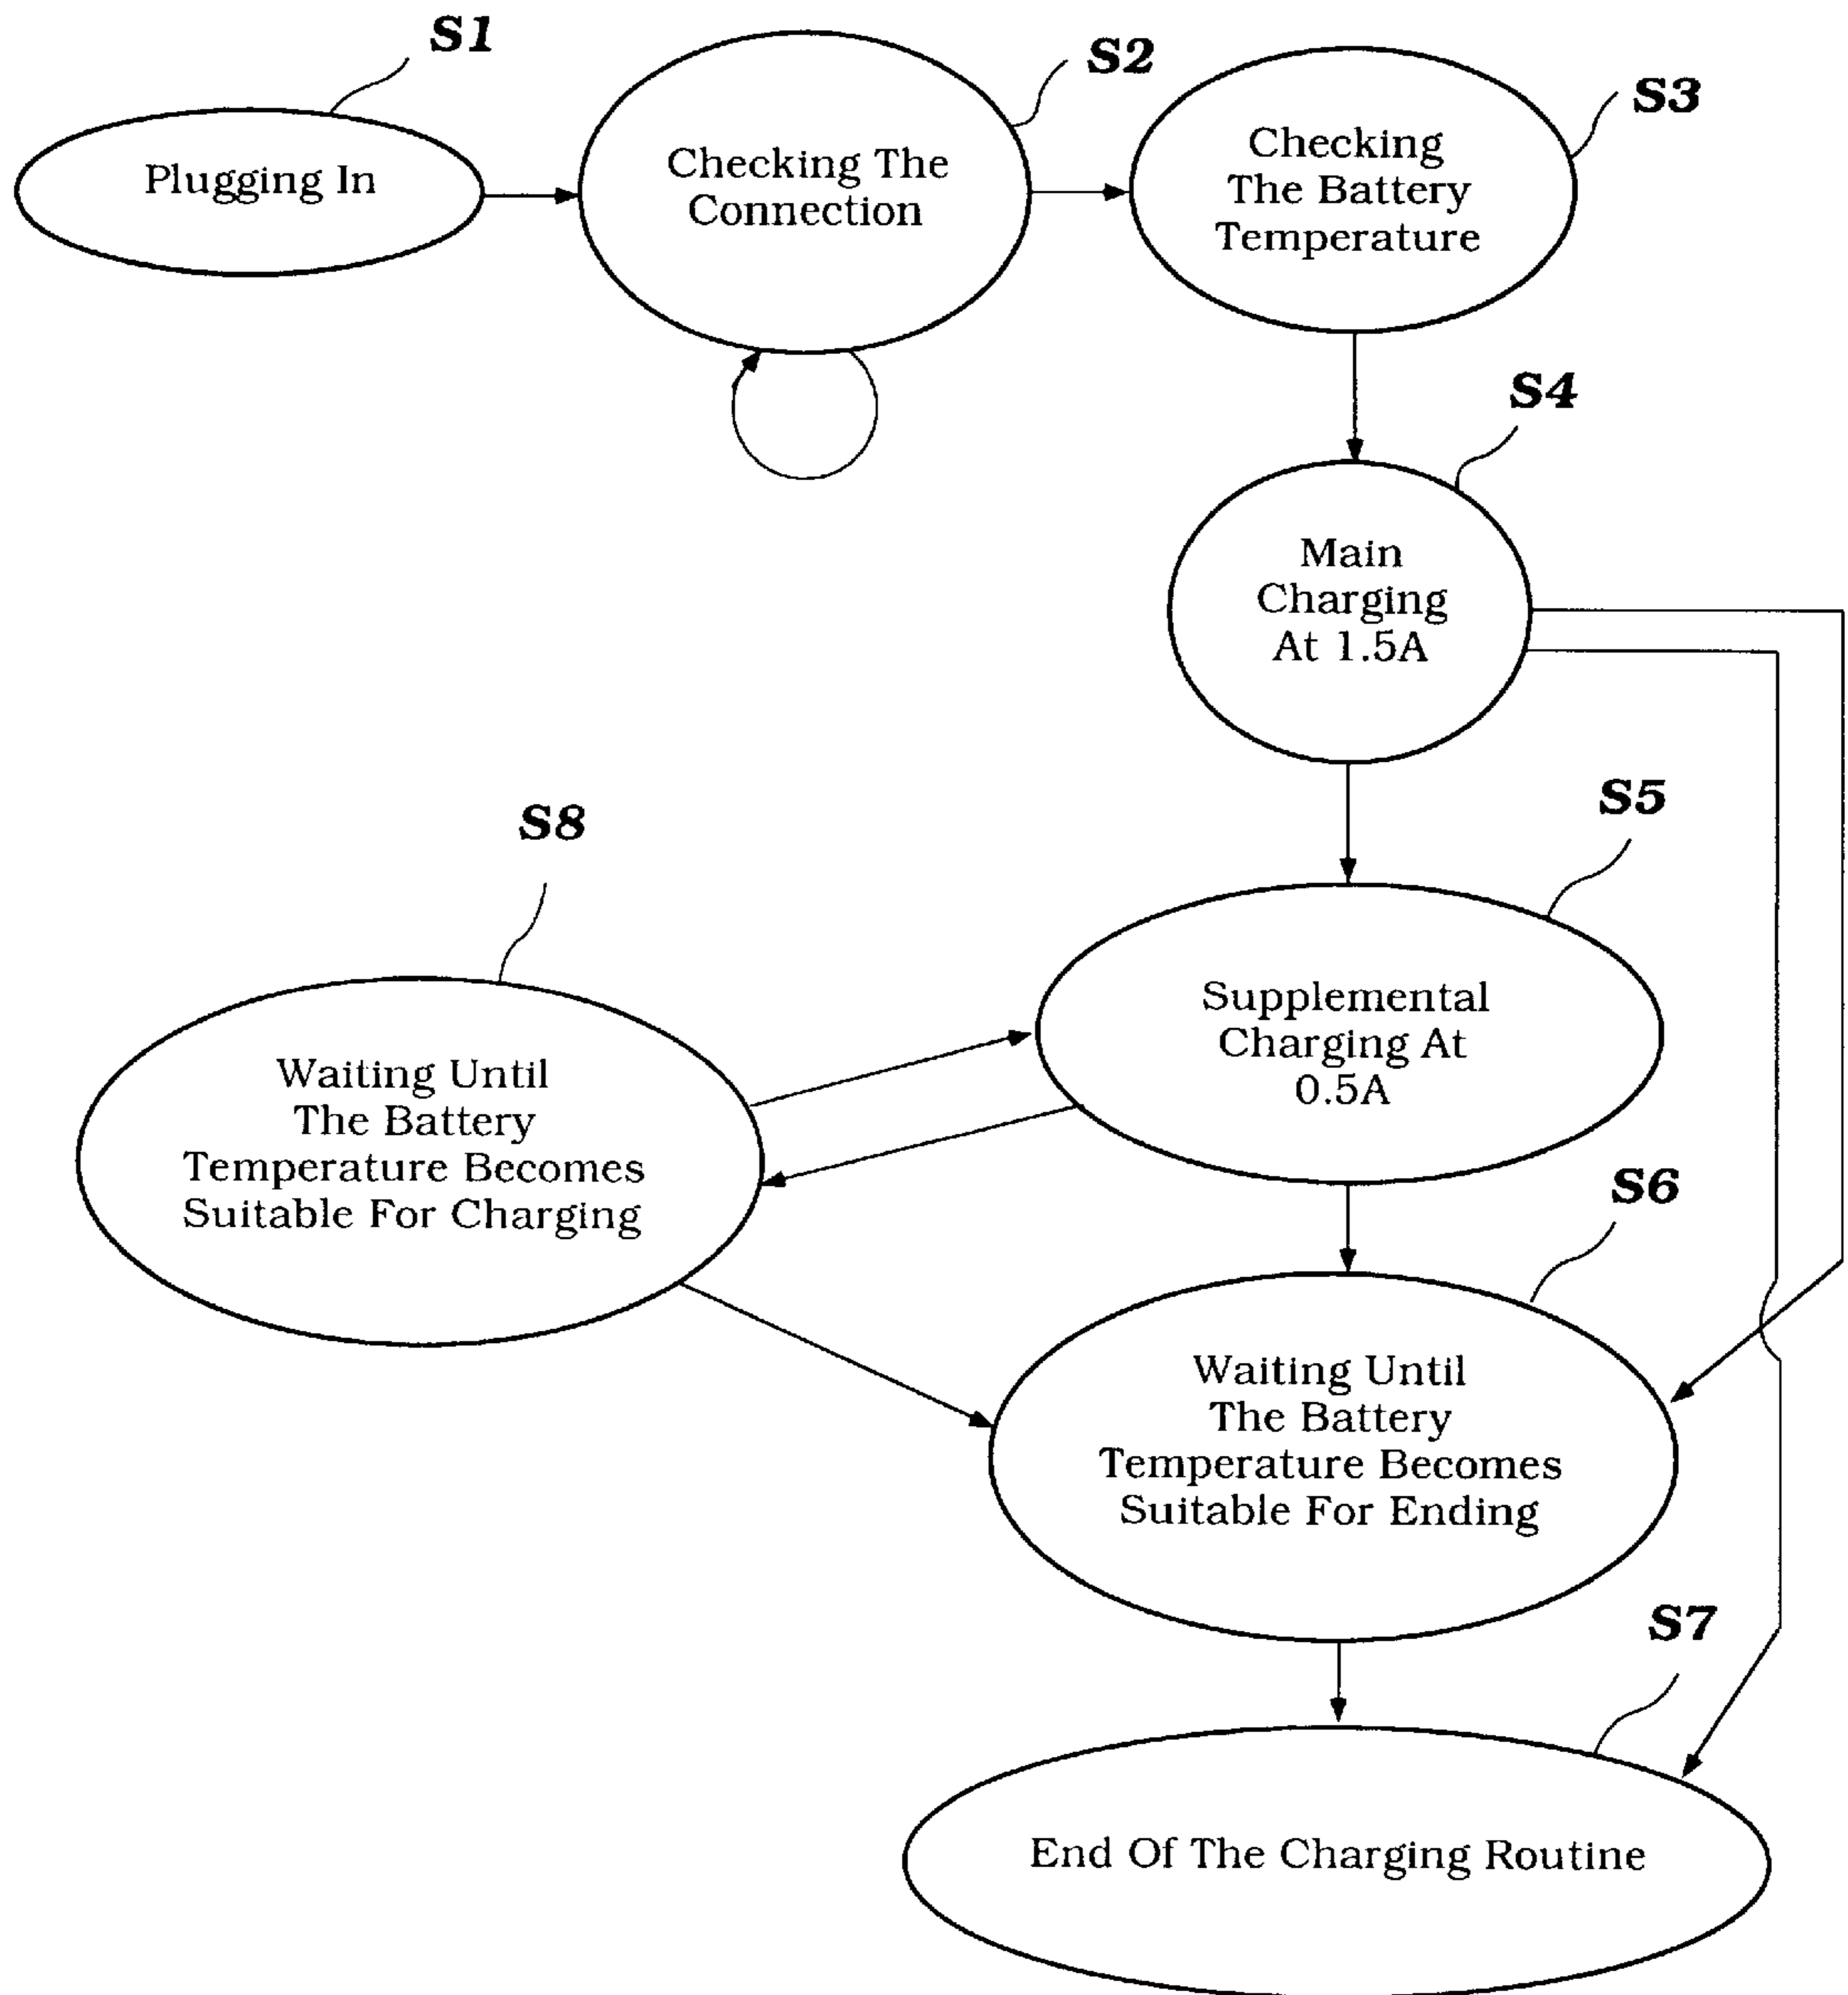 S1
Plugging In
S2
Checking The
Connection
S3
Checking
The Battery
Temperature
S4
Main
Charging
At 1.5A
S5
Supplemental
Charging At
0.5A
S8
Waiting Until
The Battery
Temperature Becomes
Suitable For Charging
S6
Waiting Until
The Battery
Temperature Becomes
Suitable For Ending
S7
End Of The Charging Routine